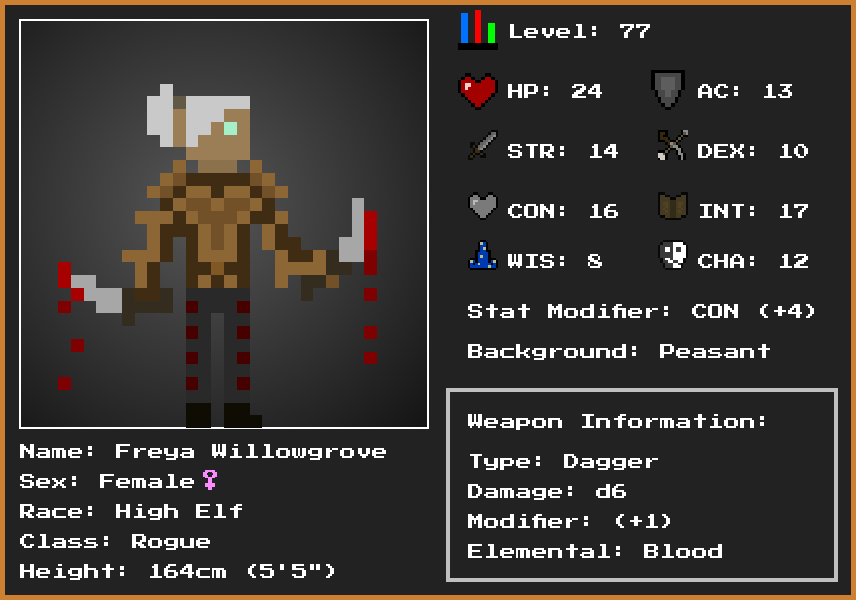 Level: 77
HP: 24 AC: 13
STR: 14 DEX: 10
CON: 16 INT: 17
WIS: 8 CHA: 12
Stat Modifier: CON (+4)
Background: Peasant
Weapon Information:
Type: Dagger
Damage: d6
Modifier: (+1)
Elemental: Blood
Name: Freya Willowgrove
Sex: Female♀
Race: High Elf
Class: Rogue
Height: 164cm (5'5")